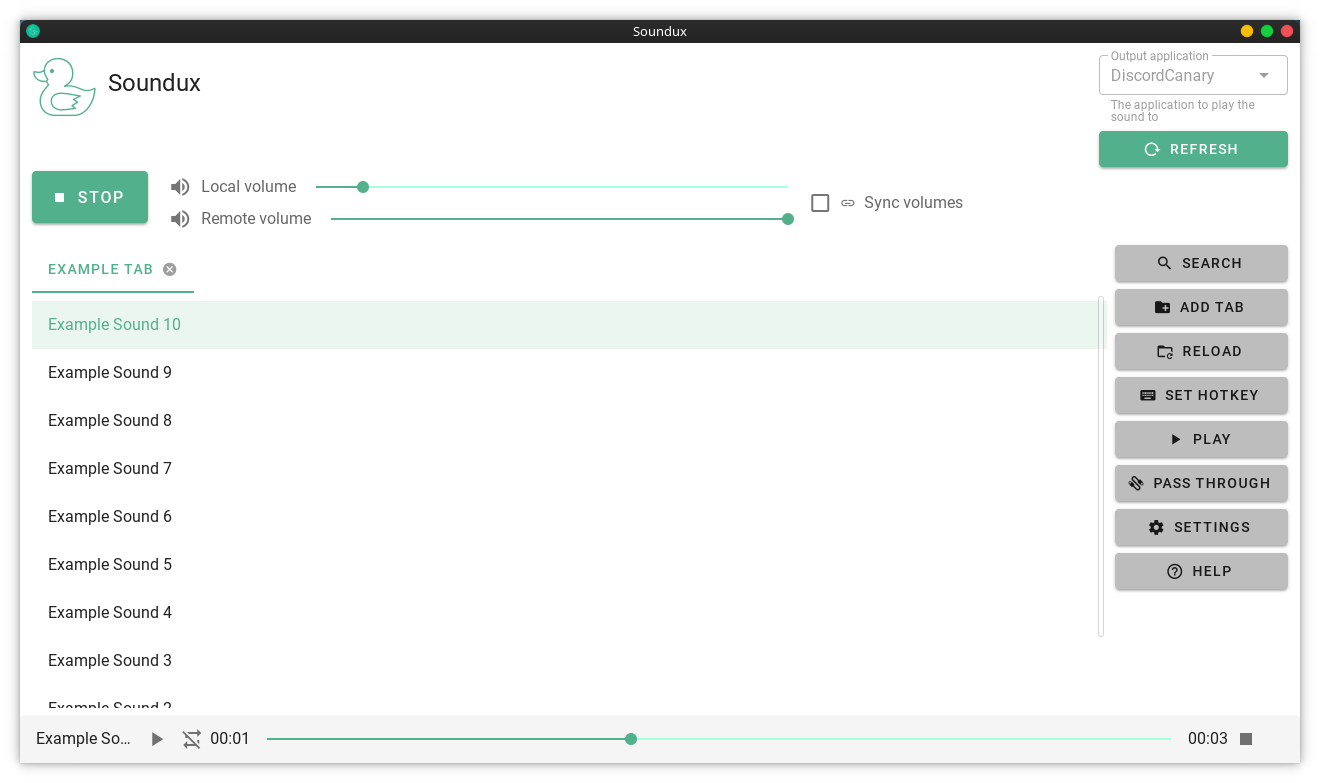 Soundux
Soundux
Output application
DiscordCanary
The application to play the
sound to
REFRESH
STOP
Local volume
Remote volume
Sync volumes
EXAMPLE TAB
Example Sound 10
Example Sound 9
Example Sound 8
Example Sound 7
Example Sound 6
Example Sound 5
Example Sound 4
Example Sound 3
Example Sound 2
SEARCH
ADD TAB
RELOAD
SET HOTKEY
PLAY
PASS THROUGH
SETTINGS
HELP
Example So... 00:01 00:03